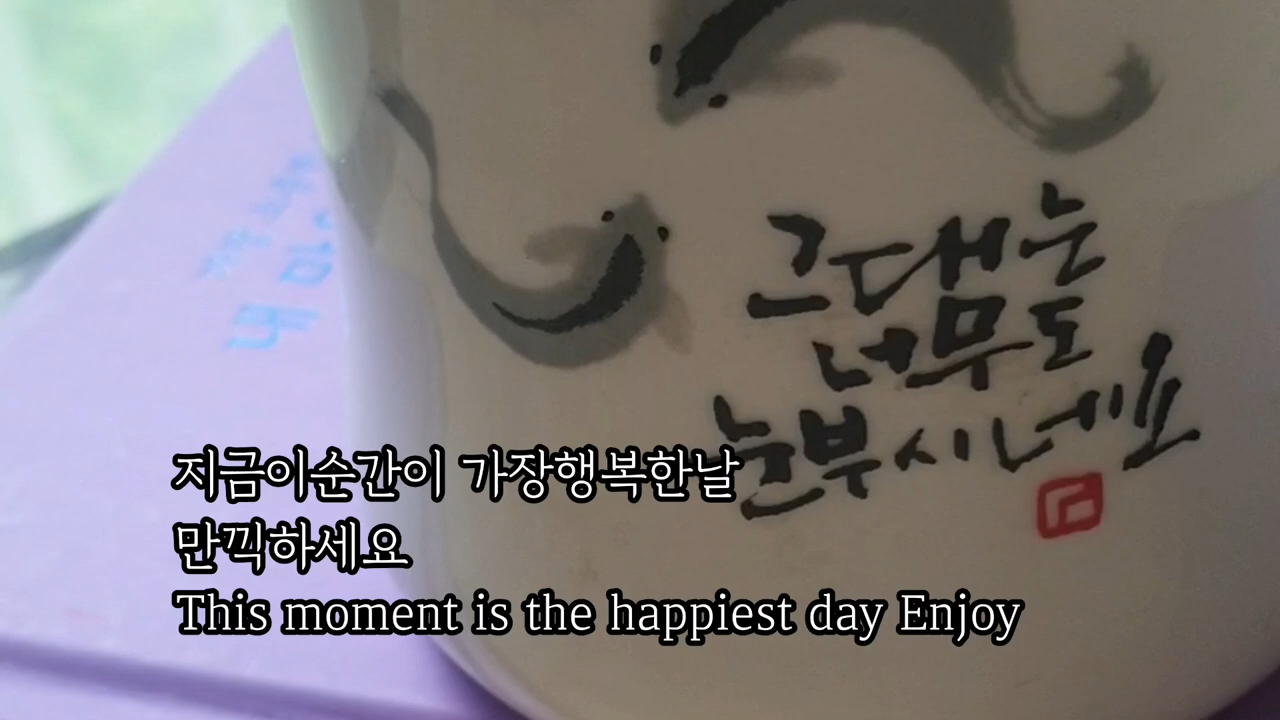 그대는
너무도
눈부시네요
지금이순간이 가장행복한날
만끽하세요
This moment is the happiest day Enjoy